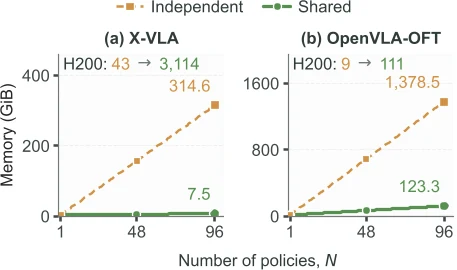 Independent Shared
(a) X-VLA
H200: 43 → 3,114
314.6
7.5
Memory (GiB)
400
200
0
1 48 96
(b) OpenVLA-OFT
H200: 9 → 111
1,378.5
123.3
1600
800
0
1 48 96
Number of policies, N